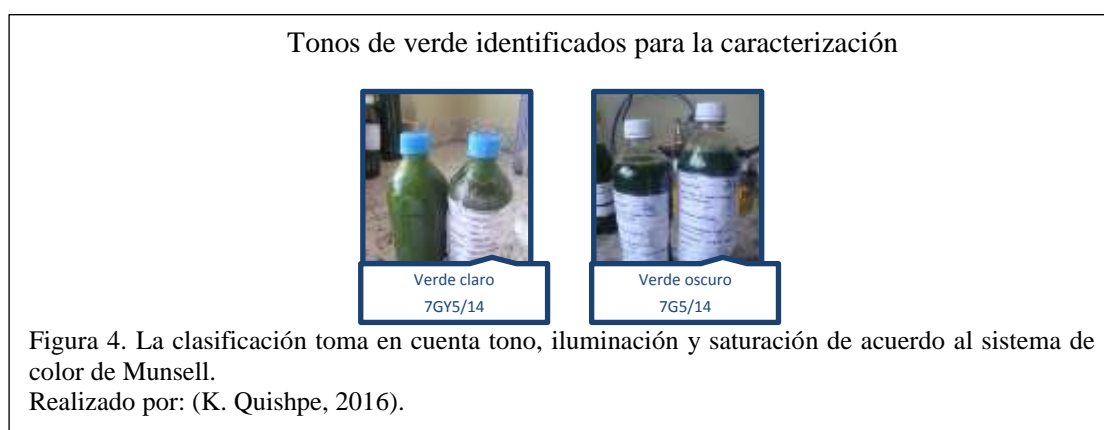 Tonos de verde identificados para la caracterización
Verde claro
7GY5/14
Verde oscuro
7G5/14
Figura 4. La clasificación toma en cuenta tono, iluminación y saturación de acuerdo al sistema de
color de Munsell.
Realizado por: (K. Quishpe, 2016).